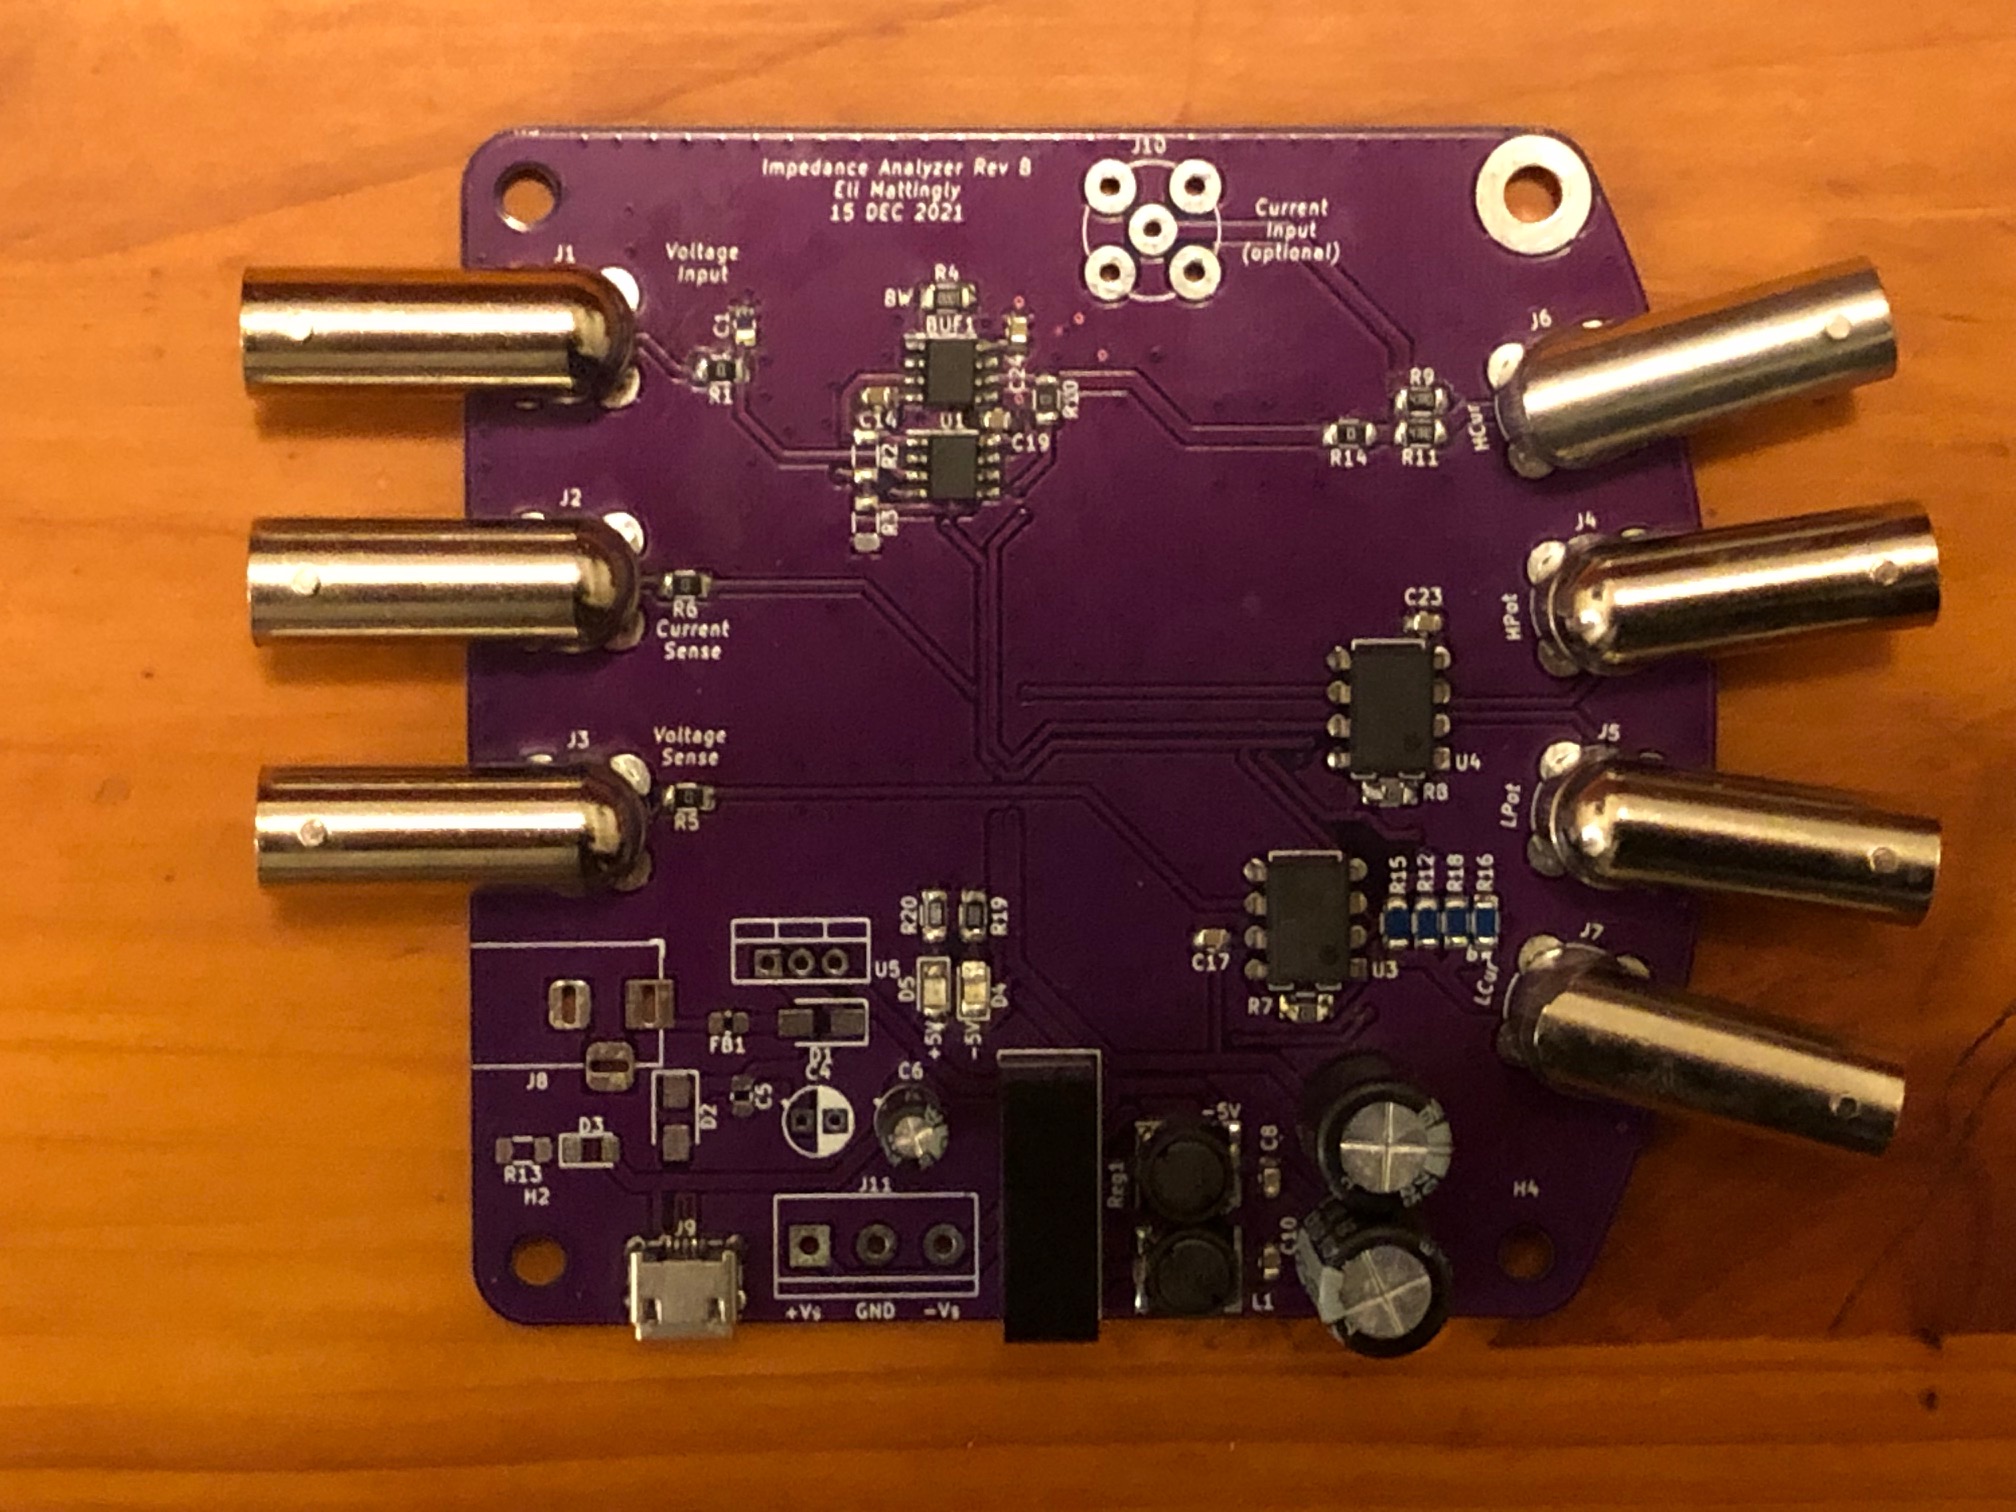 R13
H2
J8
D3
J9
D2
FB1
C5
C4
D1
U5
+Vs
GND
-Vs
J11
C6
D5
+5V
-5V
D4
R20
R19
J3
Voltage
Sense
R5
J2
Current
Sense
R6
J1
Voltage
Input
R1
C1
Impedance Analyzer Rev B
Eli Mattingly
15 DEC 2021
R3
R2
C14
U1
BUF1
R4
C19
C24
R10
J10
Current
Input
(optional)
Reg1
-5V
L1
C10
C8
C17
R7
U3
R15
R12
R18
R16
R8
U4
C23
R14
R11
R9
LCur
LPot
HPot
HCur
H4
J7
J5
J4
J6